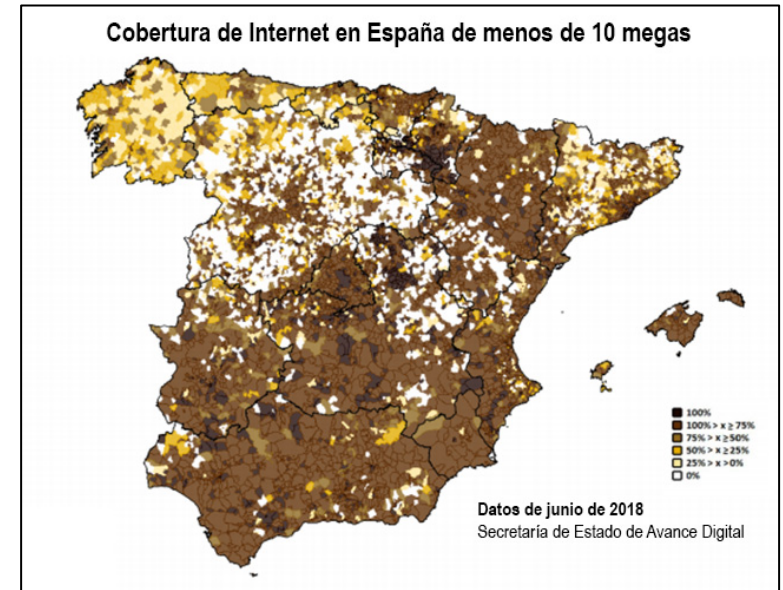 Cobertura de Internet en España de menos de 10 megas
100%
100% > x ≥ 75%
75% > x ≥ 50%
50% > x ≥ 25%
25% > x > 0%
0%
Datos de junio de 2018
Secretaría de Estado de Avance Digital